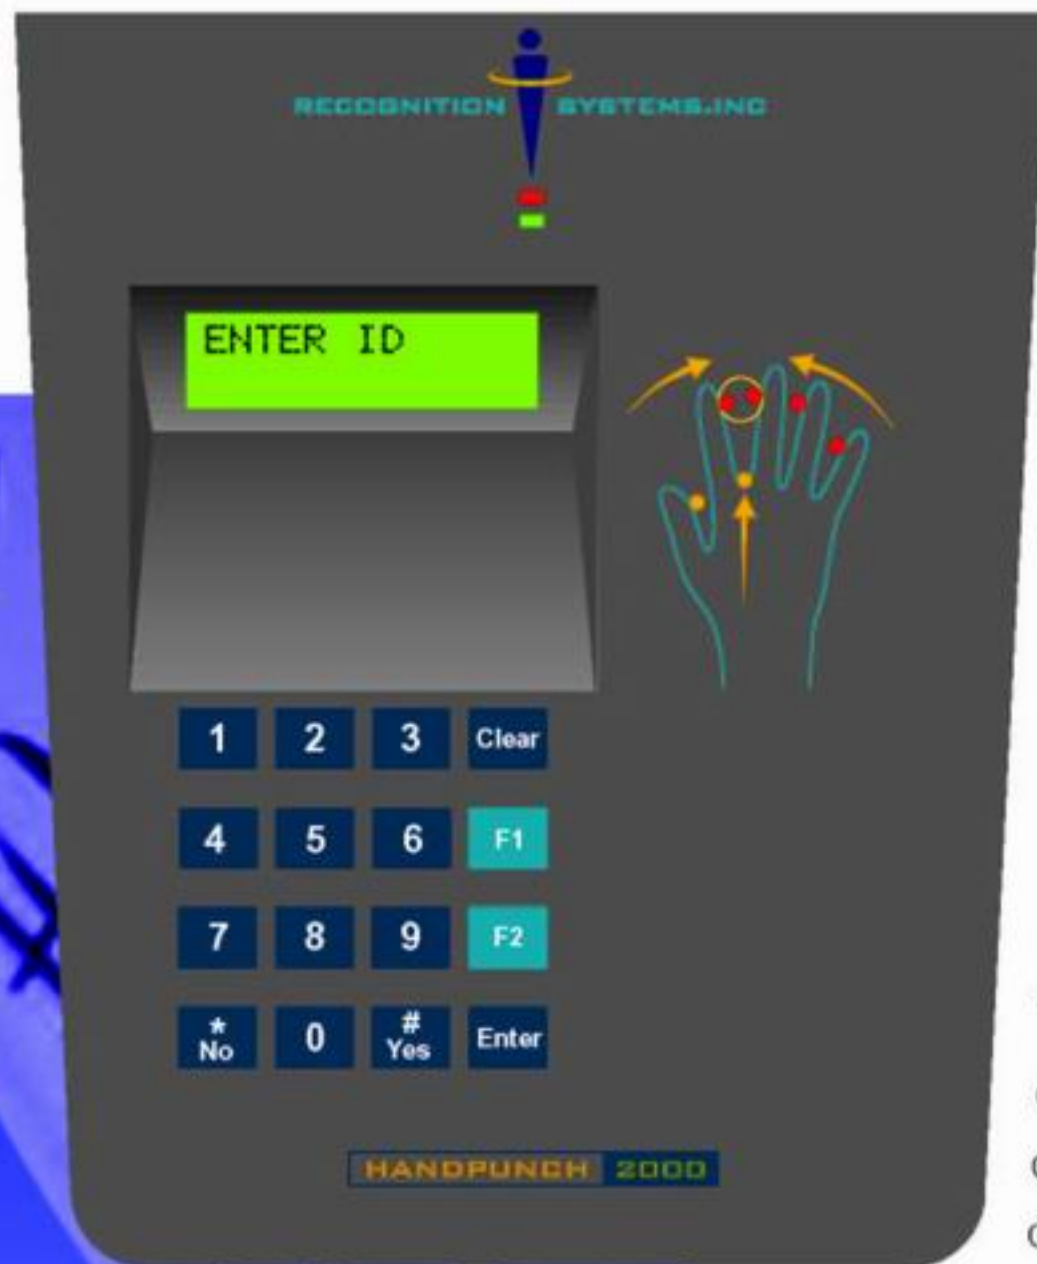 RECOGNITION SYSTEMS.INC
ENTER ID
1 2 3 Clear
4 5 6 F1
7 8 9 F2
* 0 # Enter
No Yes
HANDPUNCH 2000